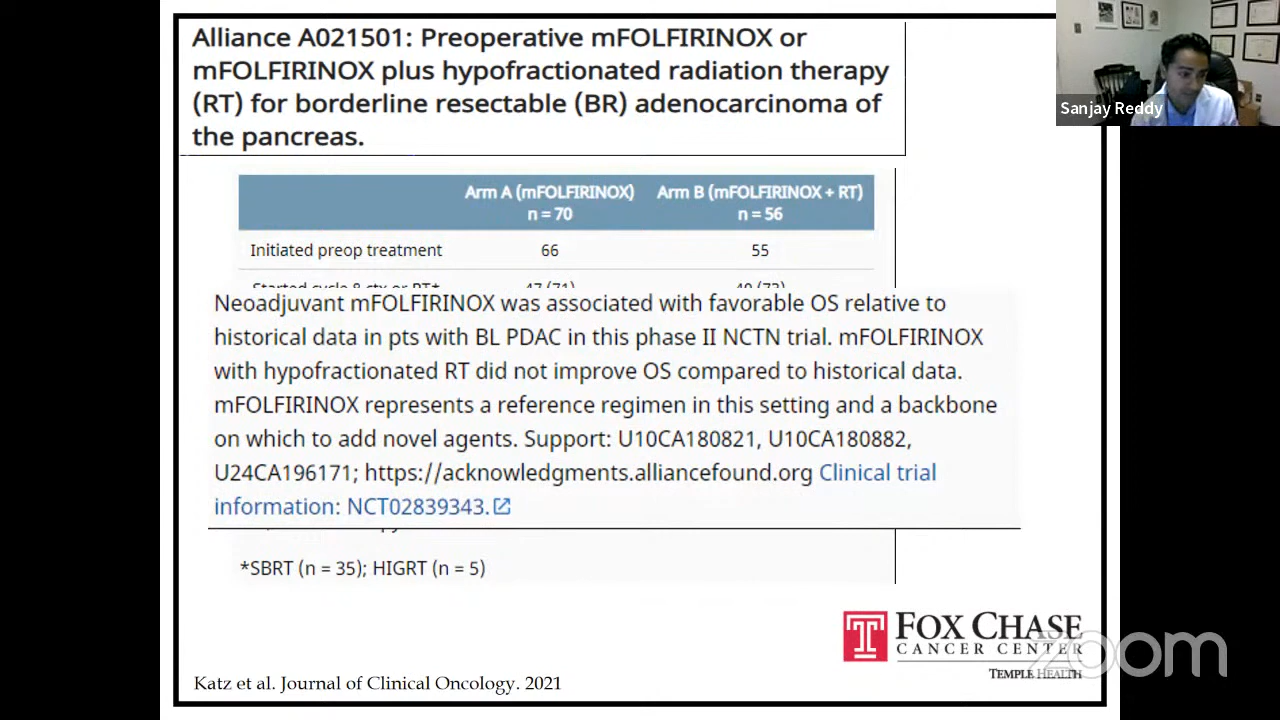 Alliance A021501: Preoperative mFOLFIRINOX or
mFOLFIRINOX plus hypofractionated radiation therapy
(RT) for borderline resectable (BR) adenocarcinoma of
the pancreas.
Sanjay Reddy
Arm A (mFOLFIRINOX) Arm B (mFOLFIRINOX + RT)
n = 70 n = 56
Initiated preop treatment 66 55
Neoadjuvant mFOLFIRINOX was associated with favorable OS relative to
historical data in pts with BL PDAC in this phase II NCTN trial. mFOLFIRINOX
with hypofractionated RT did not improve OS compared to historical data.
mFOLFIRINOX represents a reference regimen in this setting and a backbone
on which to add novel agents. Support: U10CA180821, U10CA180882,
U24CA196171; https://acknowledgments.alliancefound.org Clinical trial
information: NCT02839343.
*SBRT (n = 35); HIGRT (n = 5)
FOX CHASE
CANCER CENTER
TEMPLE HEALTH
zoom
Katz et al. Journal of Clinical Oncology. 2021